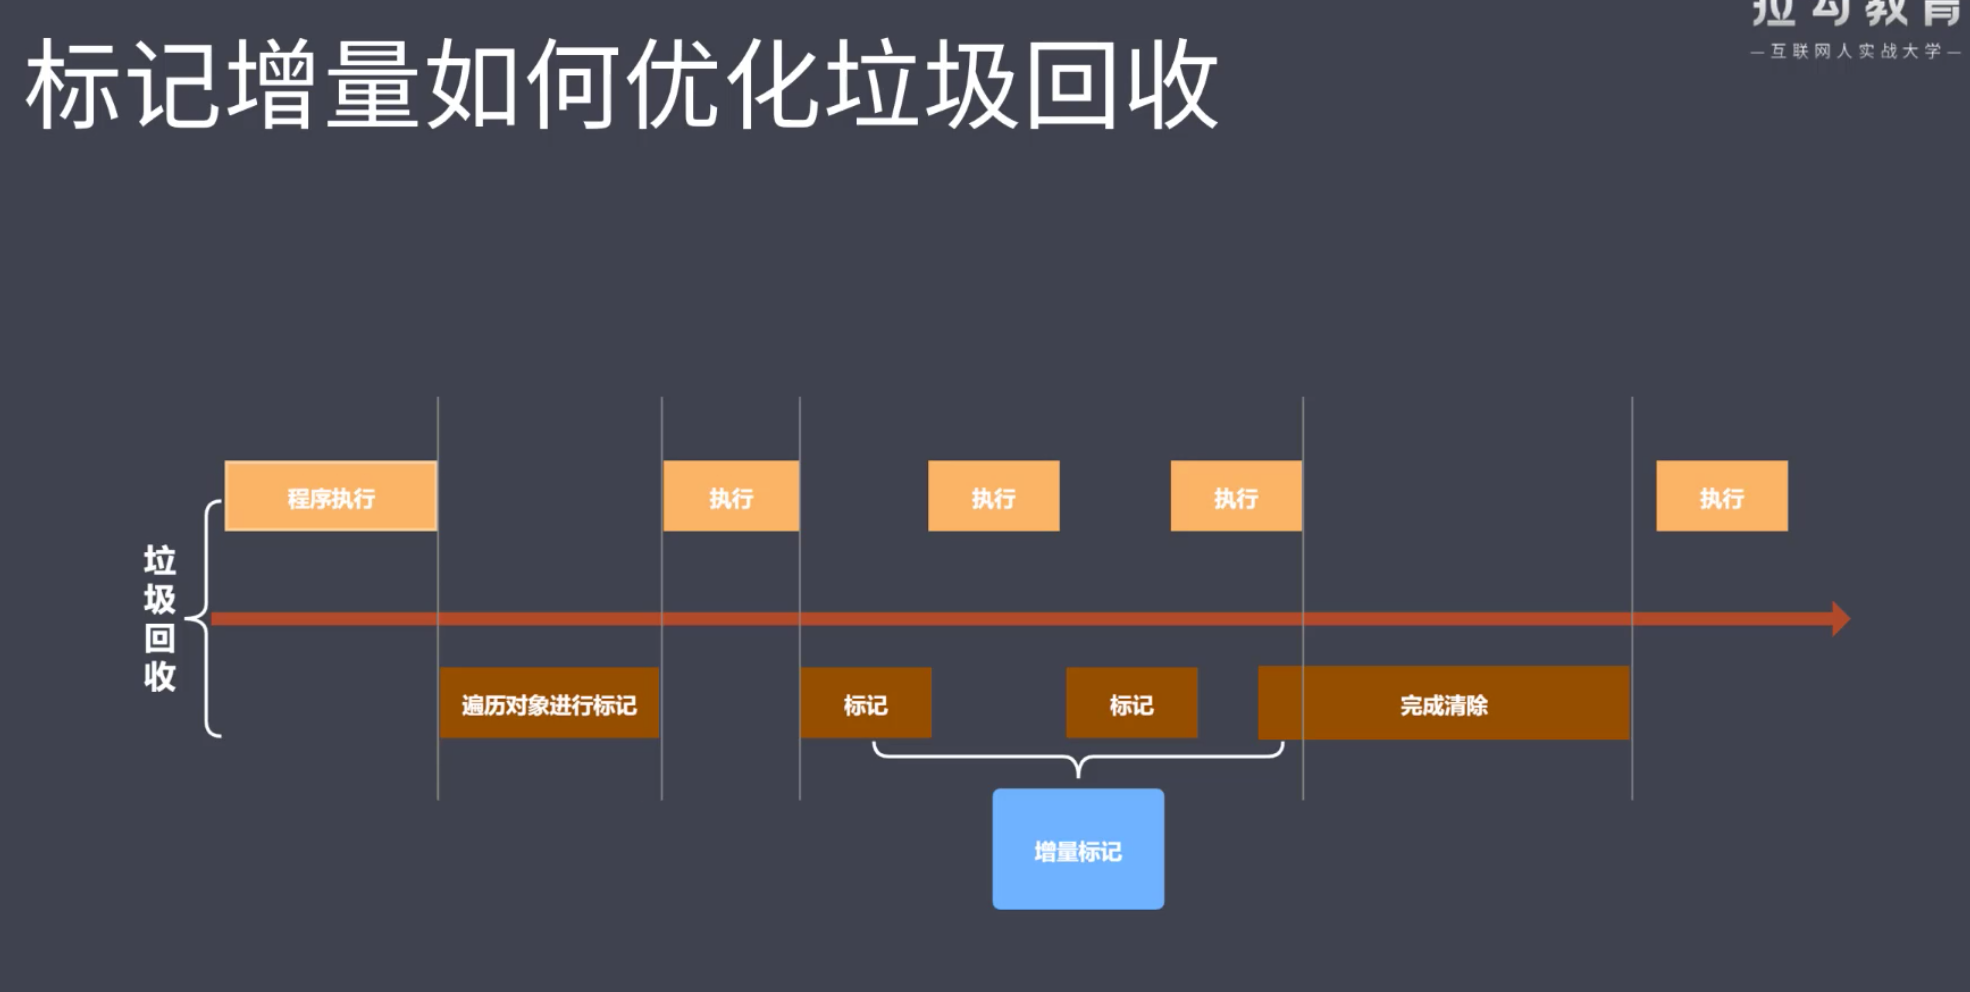 拉勾教育
—互联网人实战大学—
标记增量如何优化垃圾回收
程序执行
执行
执行
执行
执行
垃圾回收
遍历对象进行标记
标记
标记
完成清除
增量标记